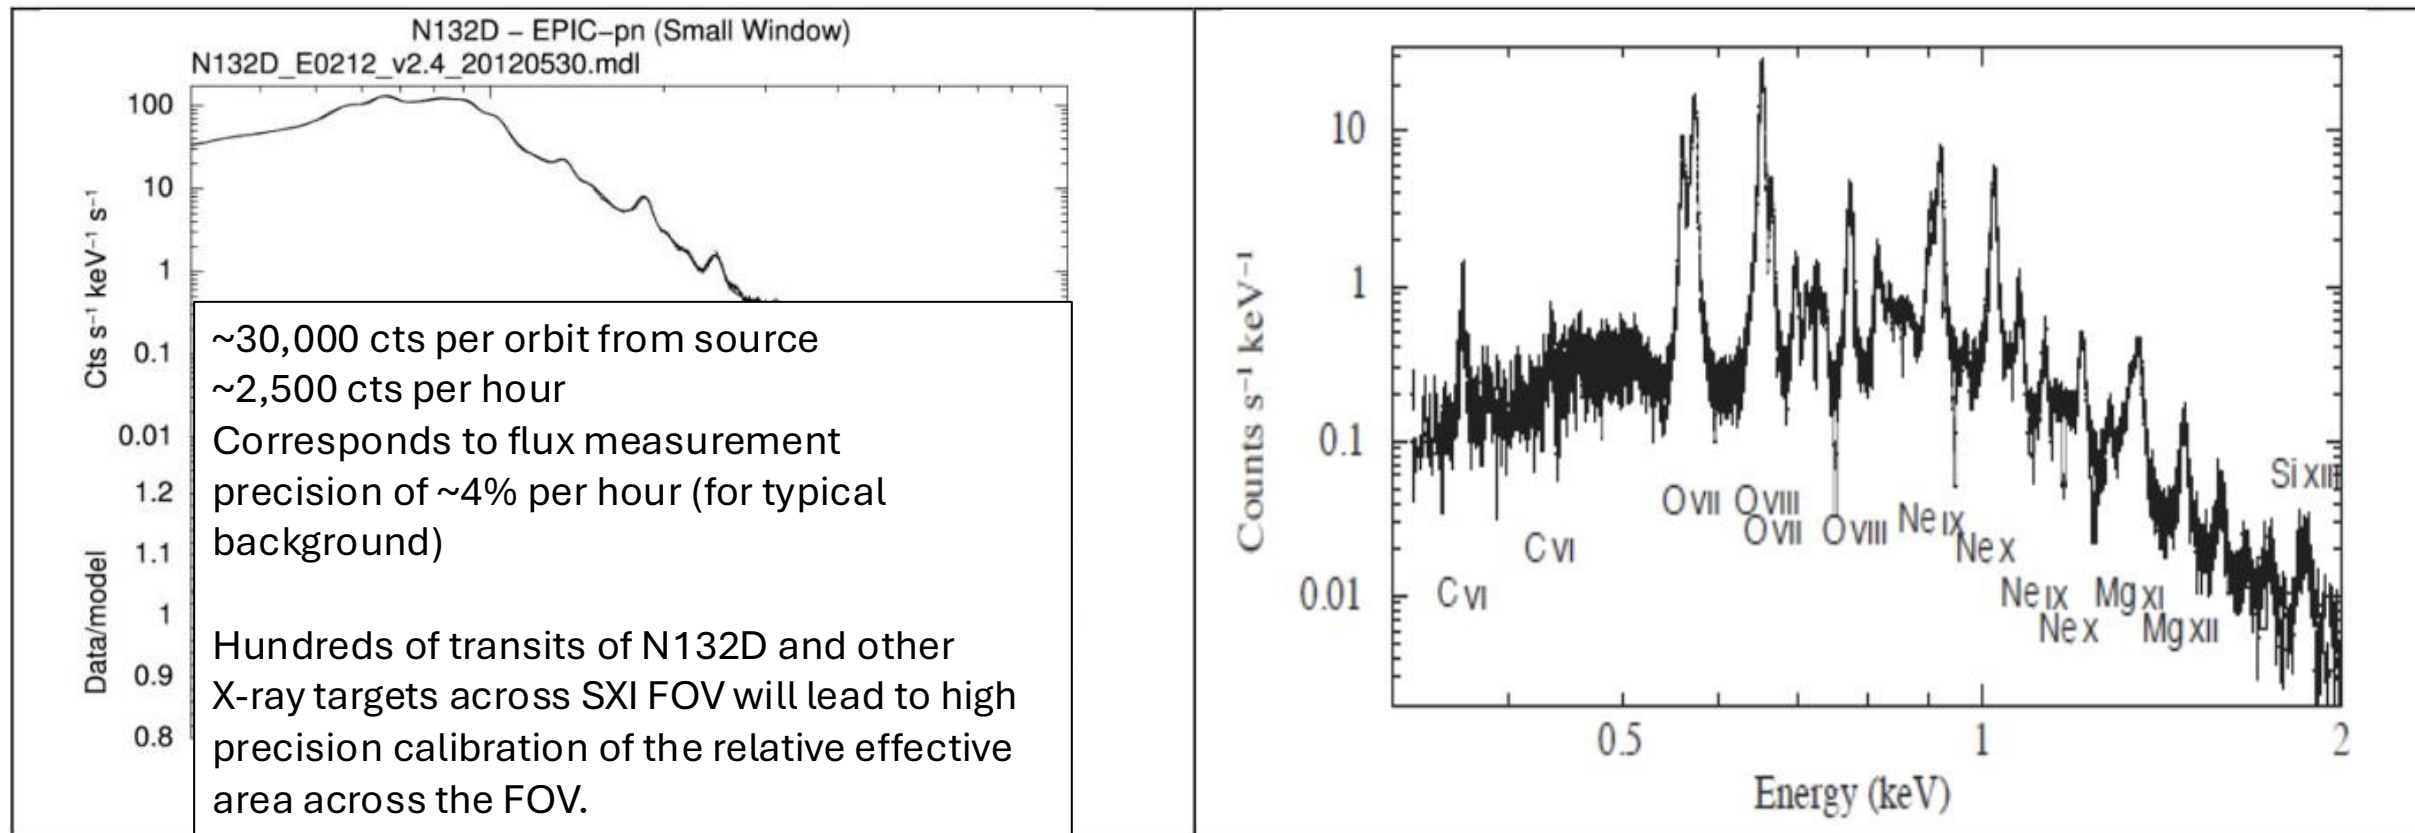 N132D – EPIC–pn (Small Window)
N132D_E0212_v2.4_20120530.mdl
100
10
1
0.1
0.01
Cts s⁻¹ keV⁻¹ s⁻¹
1.2
1.1
1
0.9
0.8
Data/model
~30,000 cts per orbit from source
~2,500 cts per hour
Corresponds to flux measurement
precision of ~4% per hour (for typical
background)
Hundreds of transits of N132D and other
X-ray targets across SXI FOV will lead to high
precision calibration of the relative effective
area across the FOV.
10
1
0.1
0.01
Counts s⁻¹ keV⁻¹
C VI
C VI
O VII
O VIII
O VII
O VIII
Ne IX
Ne X
Ne IX
Ne X
Mg XI
Mg XII
Si XIII
0.5
1
2
Energy (keV)